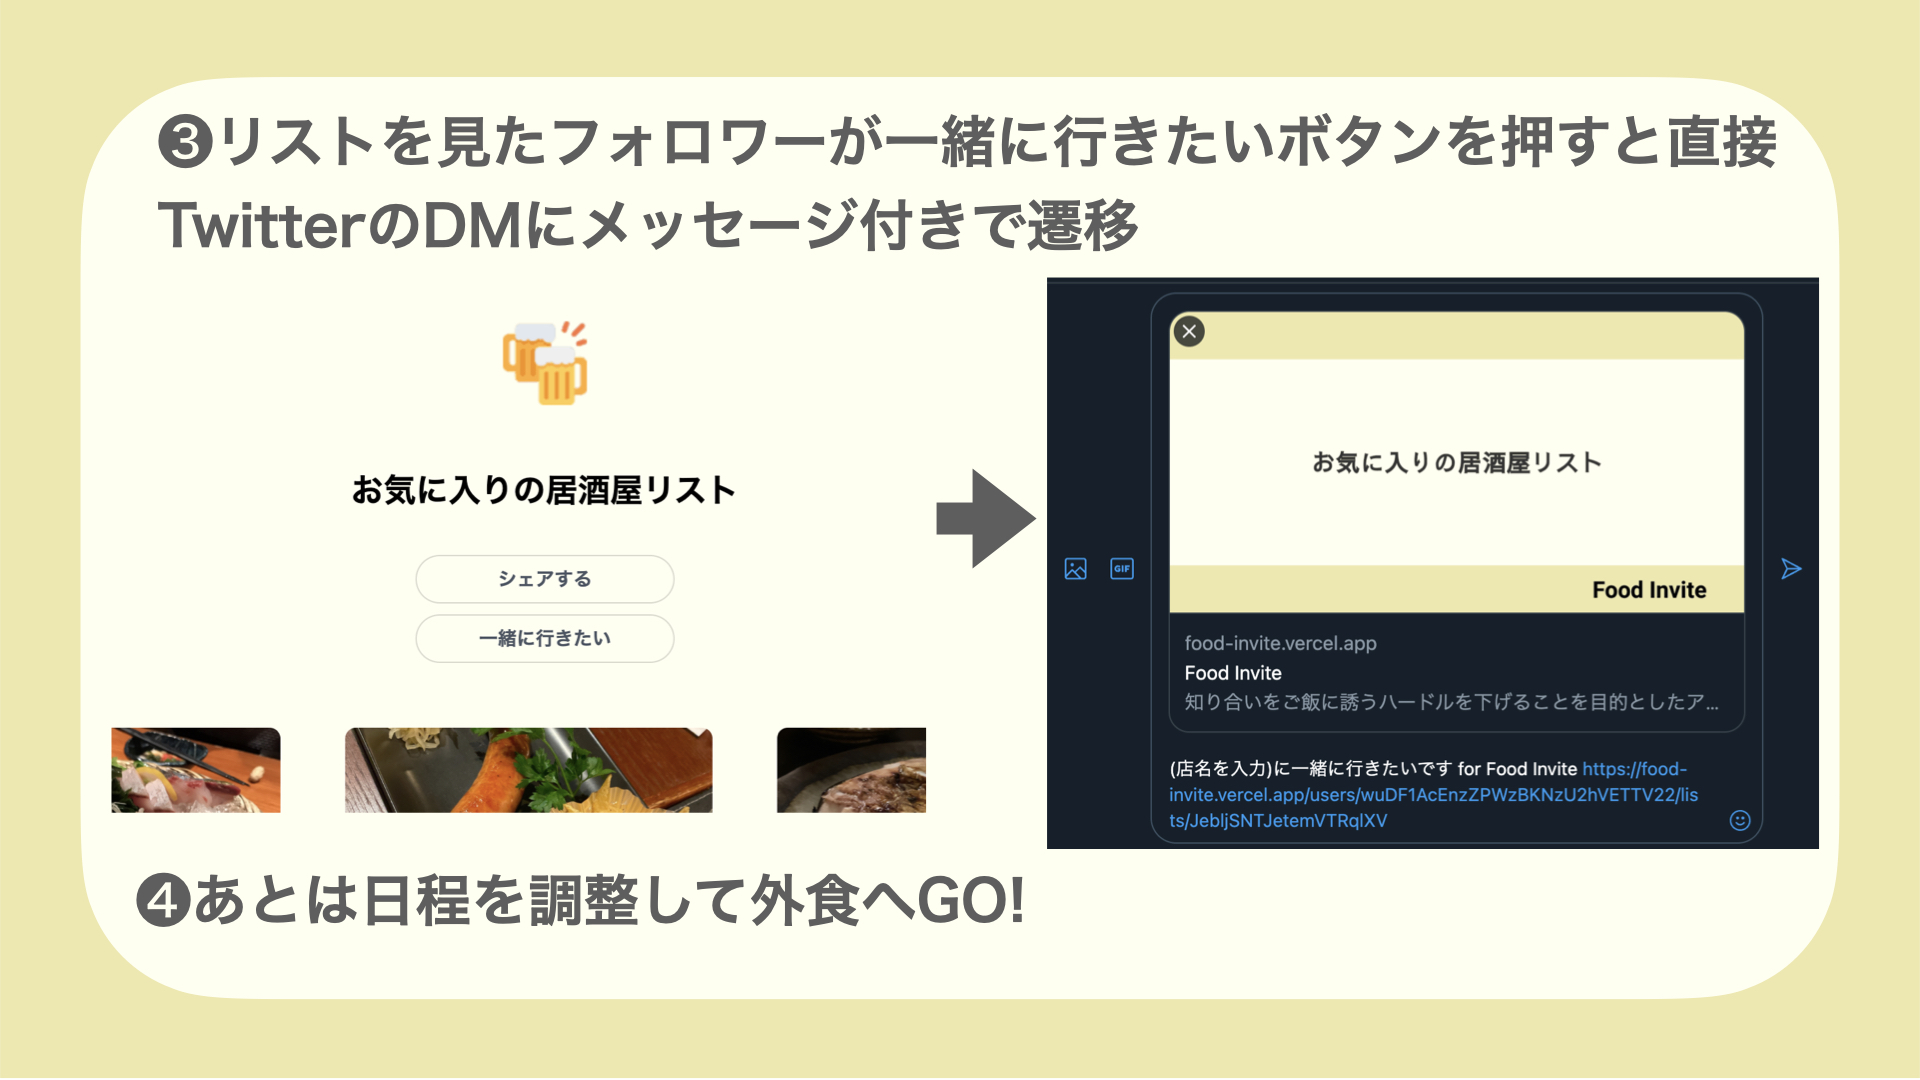 ❸リストを見たフォロワーが一緒に行きたいボタンを押すと直接
TwitterのDMにメッセージ付きで遷移
お気に入りの居酒屋リスト
シェアする
一緒に行きたい
お気に入りの居酒屋リスト
Food Invite
GIF
food-invite.vercel.app
Food Invite
知り合いをご飯に誘うハードルを下げることを目的としたア...
(店名を入力)に一緒に行きたいです for Food Invite https://food-
invite.vercel.app/users/wuDF1AcEnzZPWzBKNzU2hVETTV22/lis
ts/JebljSNTJetemVTRqlXV
❹あとは日程を調整して外食へGO!